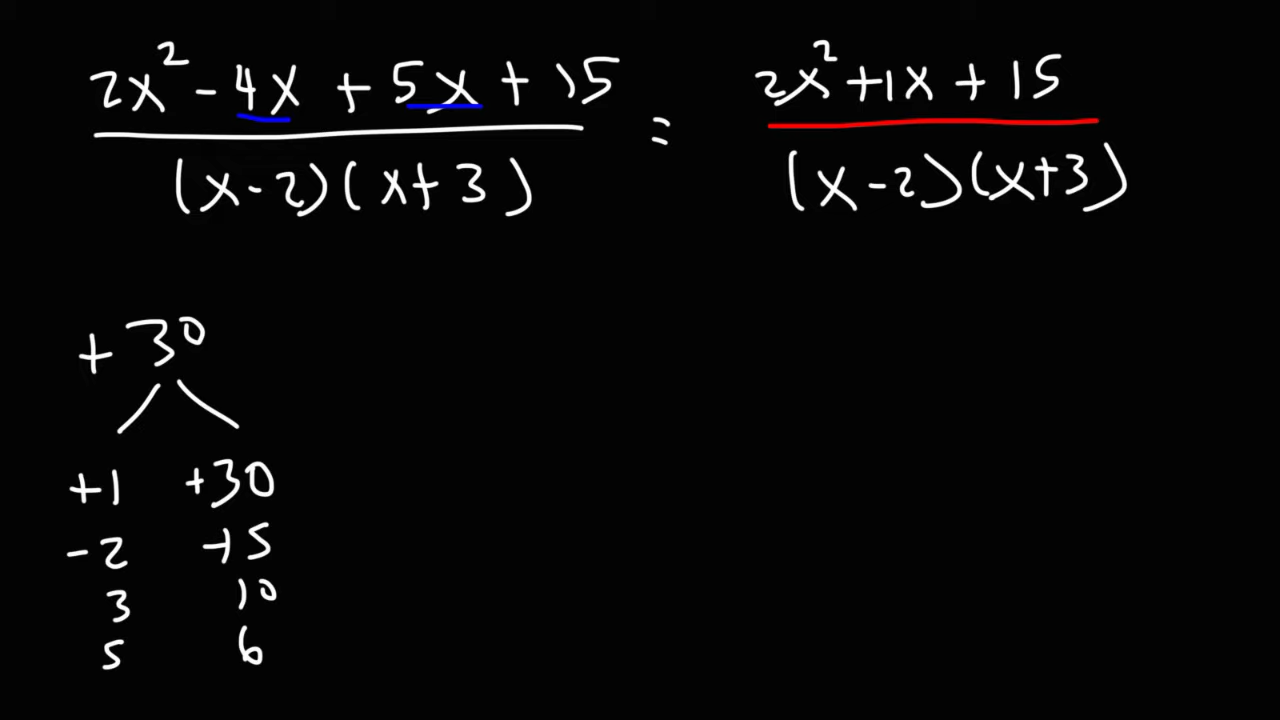 2x² - 4x + 5x + 15 = 2x² + 1x + 15
(x-2)(x+3) (x-2)(x+3)
+30
+1 +30
-2 -15
3 10
5 6